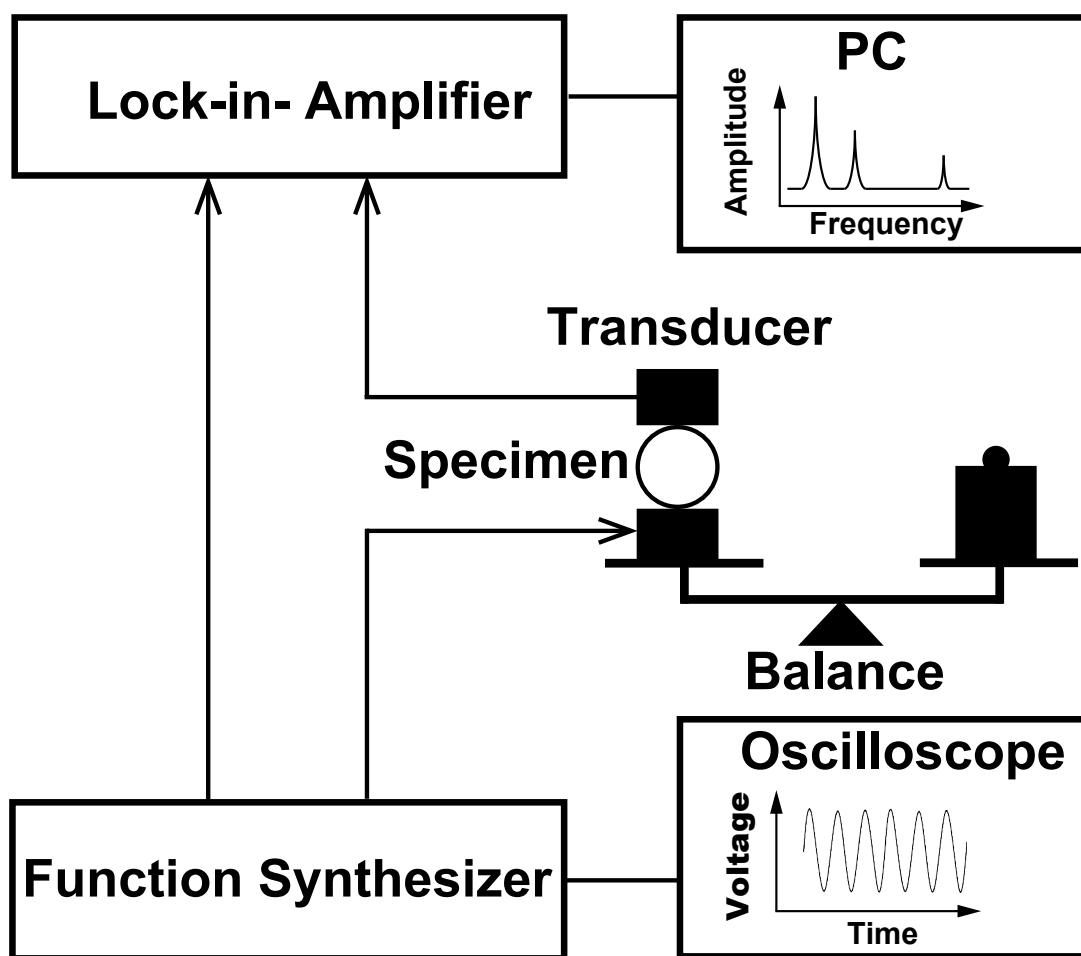 Lock-in- Amplifier
PC
Amplitude
Frequency
Transducer
Specimen
Balance
Oscilloscope
Voltage
Time
Function Synthesizer